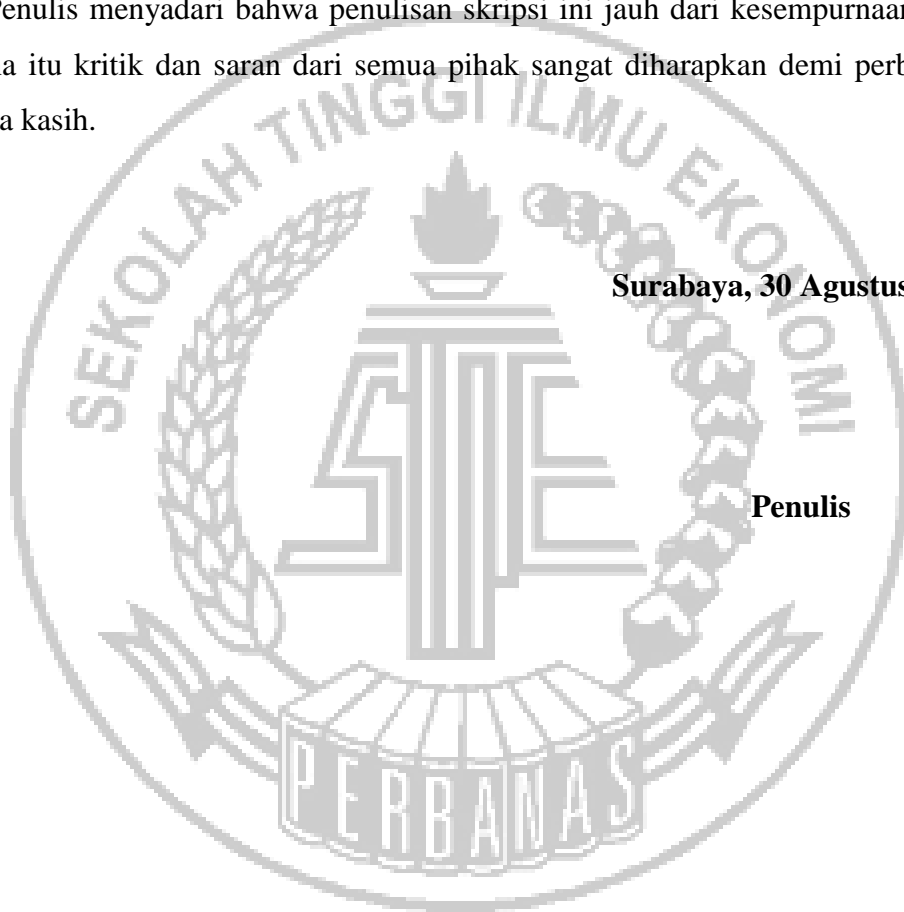 Penulis menyadari bahwa penulisan skripsi ini jauh dari kesempurnaan
a itu kritik dan saran dari semua pihak sangat diharapkan demi perb
a kasih.
SEKOLAH TINGGI ILMU EKONOMI
Surabaya, 30 Agustus
STIE
Penulis
PERBANAS